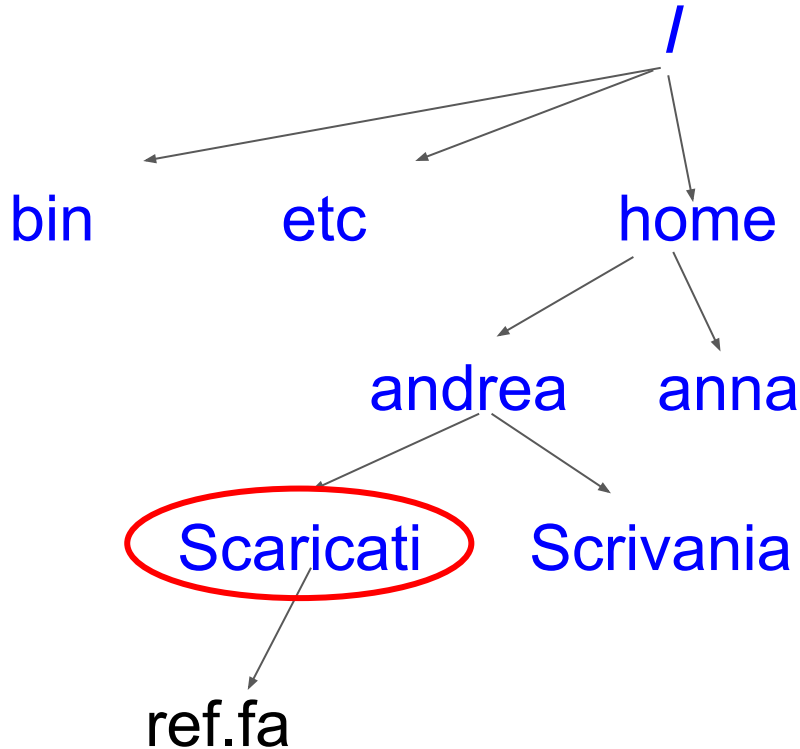 /
bin etc home
andrea anna
Scaricati Scrivania
ref.fa